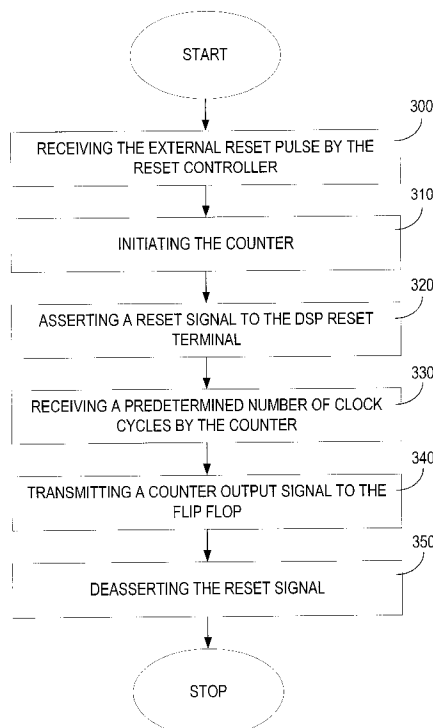 START
300
RECEIVING THE EXTERNAL RESET PULSE BY THE
RESET CONTROLLER
310
INITIATING THE COUNTER
320
ASSERTING A RESET SIGNAL TO THE DSP RESET
TERMINAL
330
RECEIVING A PREDETERMINED NUMBER OF CLOCK
CYCLES BY THE COUNTER
340
TRANSMITTING A COUNTER OUTPUT SIGNAL TO THE
FLIP FLOP
350
DEASSERTING THE RESET SIGNAL
STOP